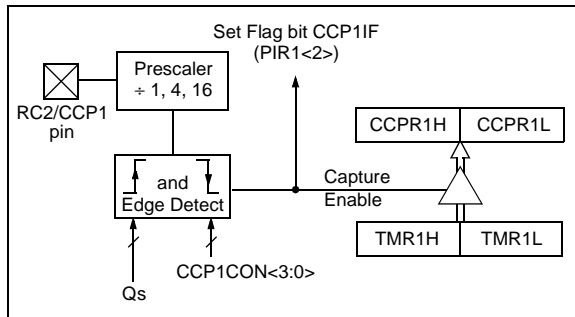 Set Flag bit CCP1IF
(PIR1<2>)
Prescaler
÷ 1, 4, 16
RC2/CCP1
pin
CCPR1H
CCPR1L
and
Edge Detect
Capture
Enable
TMR1H
TMR1L
CCP1CON<3:0>
Qs